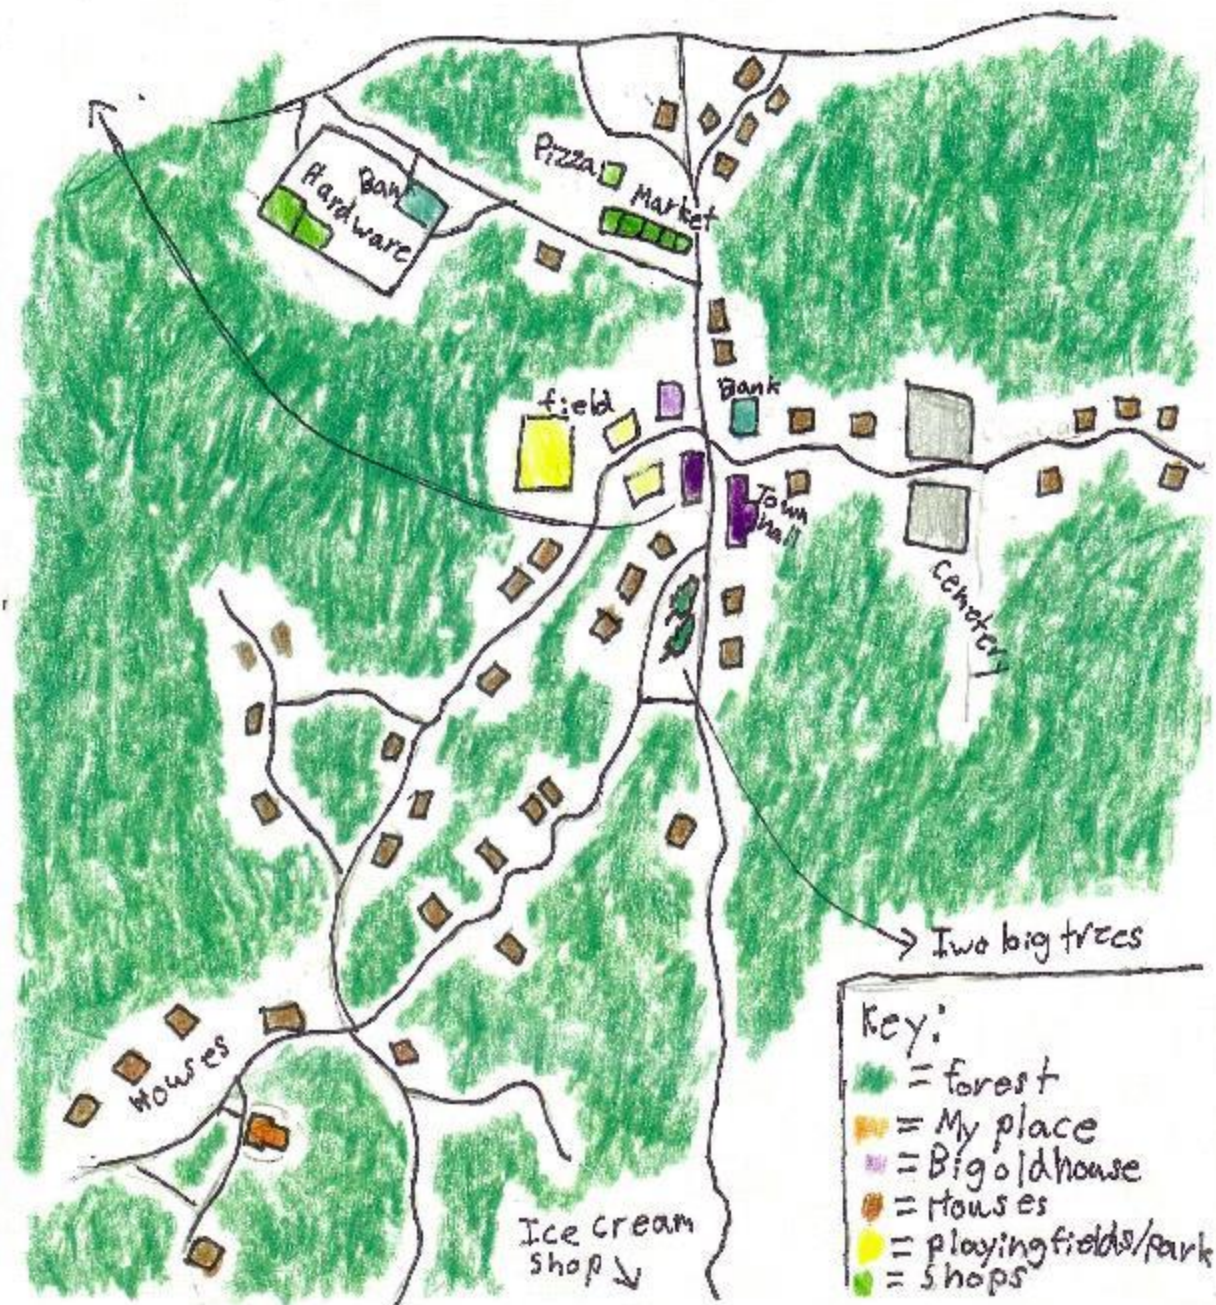 Pizza
Market
Bank
Hardware
field
Bank
Town
hall
cemetery
Two big trees
Houses
Ice cream
shop
Key:
= forest
= My place
= Big old house
= Houses
= playing fields/park
= shops